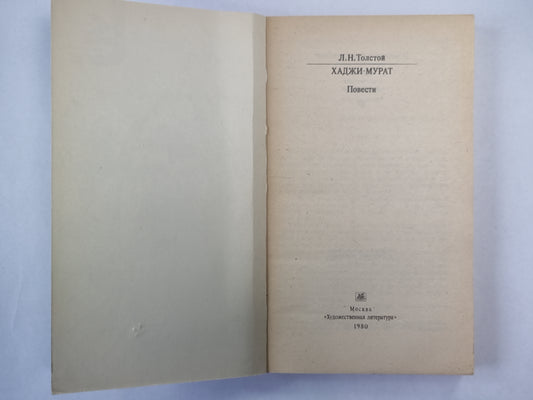 Л.Н.Толстой
ХАДЖИ-МУРАТ
Повести
Москва
«Художественная литература»
1980